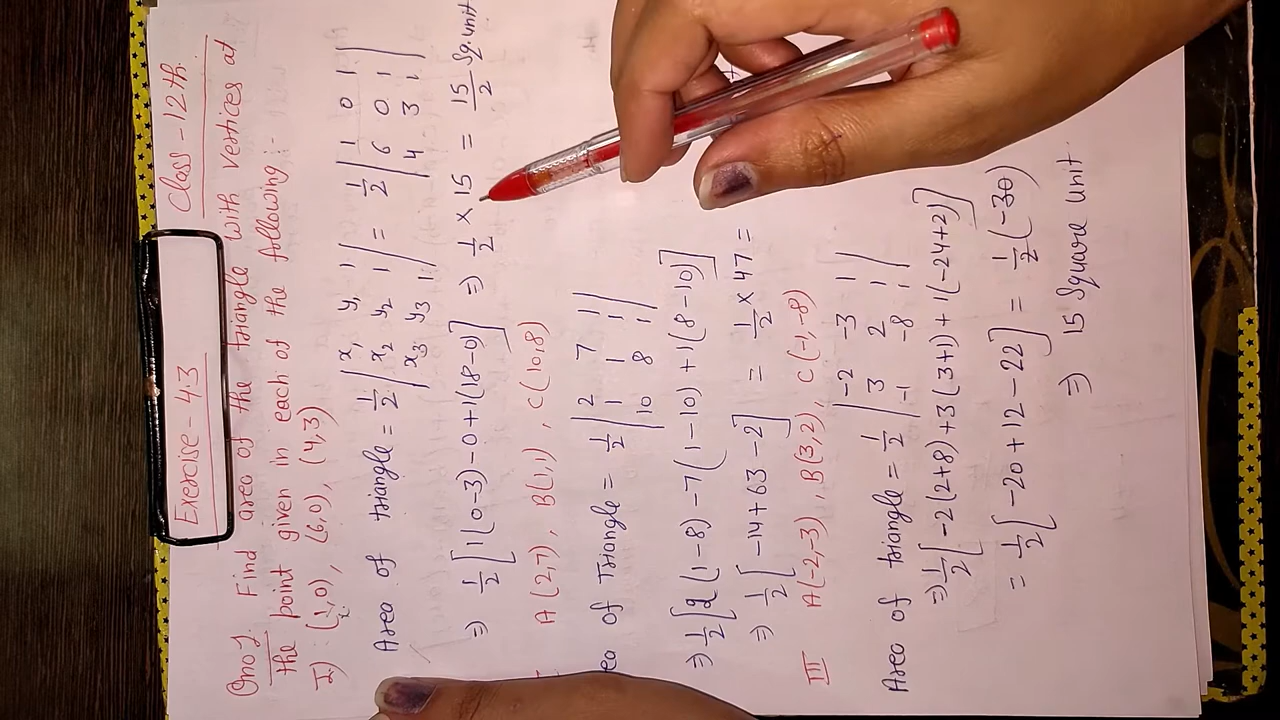 Exercise - 4.3 Class - 12th
Qno 1. Find area of the triangle with vertices at
the point given in each of the following :-
I) : (1,0), (6,0), (4,3)
Area of triangle = 1/2 | x₁ y₁ 1 | = 1/2 | 1 0 1 |
| x₂ y₂ 1 | | 6 0 1 |
| x₃ y₃ 1 | | 4 3 1 |
⇒ 1/2 [1(0-3)-0+1(18-0)] ⇒ 1/2 × 15 = 15/2 Sq.unit
A(2,7), B(1,1), C(10,8)
of Triangle = 1/2 | 2 7 1 |
| 1 1 1 |
| 10 8 1 |
⇒ 1/2 [2(1-8) -7(1-10) +1(8-10)]
⇒ 1/2 [-14+63-2] = 1/2 × 47 =
III A(-2,-3), B(3,2), C(-1,-8)
Area of triangle = 1/2 | -2 -3 1 |
| 3 2 1 |
| -1 -8 1 |
⇒ 1/2 [-2(2+8)+3(3+1)+1(-24+2)]
= 1/2 [-20+12-22] = 1/2 (-30)
⇒ 15 Square unit.